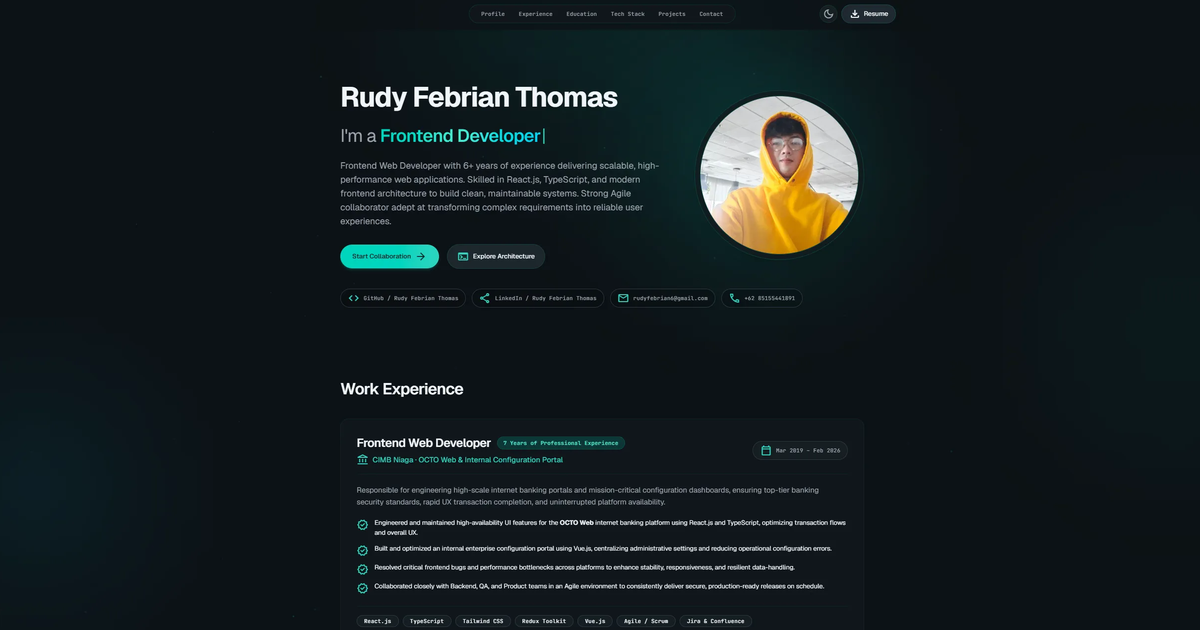 Profile Experience Education Tech Stack Projects Contact
Resume
Rudy Febrian Thomas
I'm a Frontend Developer|
Frontend Web Developer with 6+ years of experience delivering scalable, high-
performance web applications. Skilled in React.js, TypeScript, and modern
frontend architecture to build clean, maintainable systems. Strong Agile
collaborator adept at transforming complex requirements into reliable user
experiences.
Start Collaboration
Explore Architecture
GitHub / Rudy Febrian Thomas
LinkedIn / Rudy Febrian Thomas
rudyfebrian6@gmail.com
+62 85155441891
Work Experience
Frontend Web Developer
7 Years of Professional Experience
CIMB Niaga · OCTO Web & Internal Configuration Portal
Mar 2019 - Feb 2026
Responsible for engineering high-scale internet banking portals and mission-critical configuration dashboards, ensuring top-tier banking
security standards, rapid UX transaction completion, and uninterrupted platform availability.
Engineered and maintained high-availability UI features for the OCTO Web internet banking platform using React.js and TypeScript, optimizing transaction flows
and overall UX.
Built and optimized an internal enterprise configuration portal using Vue.js, centralizing administrative settings and reducing operational configuration errors.
Resolved critical frontend bugs and performance bottlenecks across platforms to enhance stability, responsiveness, and resilient data-handling.
Collaborated closely with Backend, QA, and Product teams in an Agile environment to consistently deliver secure, production-ready releases on schedule.
React.js TypeScript Tailwind CSS Redux Toolkit Vue.js Agile / Scrum Jira & Confluence